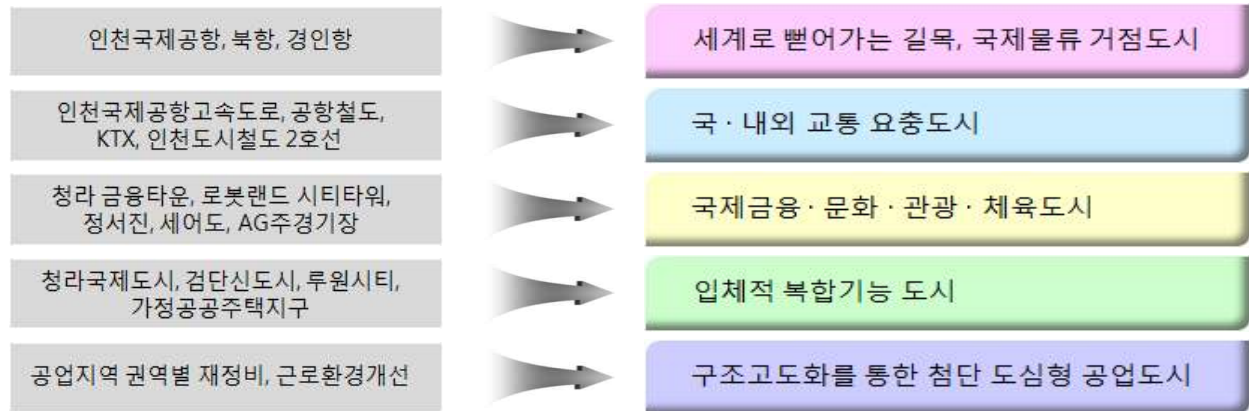 인천국제공항, 북항, 경인항
세계로 뻗어가는 길목, 국제물류 거점도시
인천국제공항고속도로, 공항철도,
KTX, 인천도시철도 2호선
국 · 내외 교통 요충도시
청라 금융타운, 로봇랜드 시티타워,
정서진, 세어도, AG주경기장
국제금융 · 문화 · 관광 · 체육도시
청라국제도시, 검단신도시, 루원시티,
가정공공주택지구
입체적 복합기능 도시
공업지역 권역별 재정비, 근로환경개선
구조고도화를 통한 첨단 도심형 공업도시